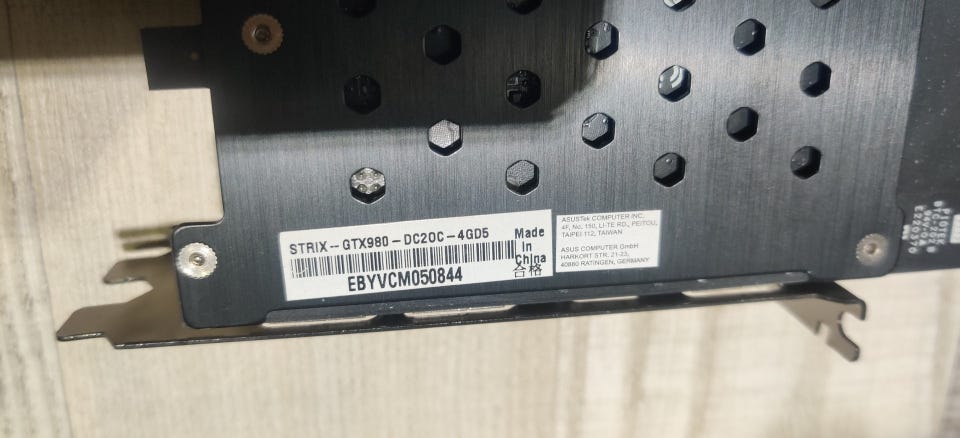 STRIX-GTX980-DC2OC-4GD5
EBYVCM050844
Made
In
China
合格
ASUSTek COMPUTER INC.
4F, No. 150, LI-TE RD., PEITOU,
TAIPEI 112, TAIWAN
ASUS COMPUTER GmbH
HARKORT STR. 21-23,
40880 RATINGEN, GERMANY